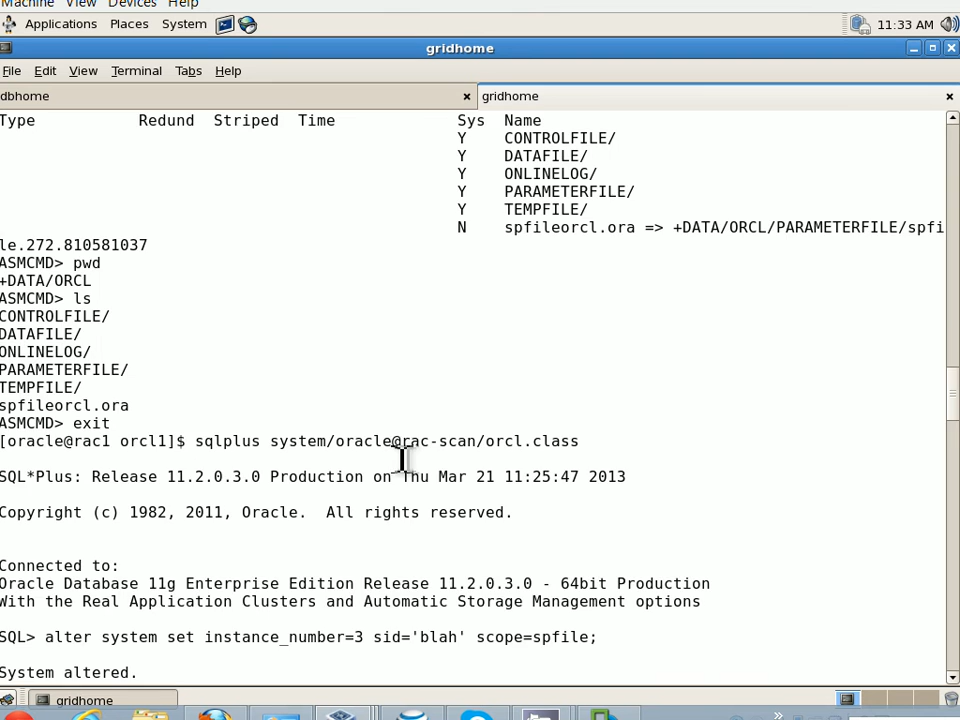 Machine View Devices Help
Applications Places System 11:33 AM
gridhome
File Edit View Terminal Tabs Help
dbhome gridhome
Type Redund Striped Time Sys Name
Y CONTROLFILE/
Y DATAFILE/
Y ONLINELOG/
Y PARAMETERFILE/
Y TEMPFILE/
N spfileorcl.ora => +DATA/ORCL/PARAMETERFILE/spfi
le.272.810581037
ASMCMD> pwd
+DATA/ORCL
ASMCMD> ls
CONTROLFILE/
DATAFILE/
ONLINELOG/
PARAMETERFILE/
TEMPFILE/
spfileorcl.ora
ASMCMD> exit
[oracle@rac1 orcl1]$ sqlplus system/oracle@rac-scan/orcl.class
SQL*Plus: Release 11.2.0.3.0 Production on Thu Mar 21 11:25:47 2013
Copyright (c) 1982, 2011, Oracle.  All rights reserved.
Connected to:
Oracle Database 11g Enterprise Edition Release 11.2.0.3.0 - 64bit Production
With the Real Application Clusters and Automatic Storage Management options
SQL> alter system set instance_number=3 sid='blah' scope=spfile;
System altered.
gridhome